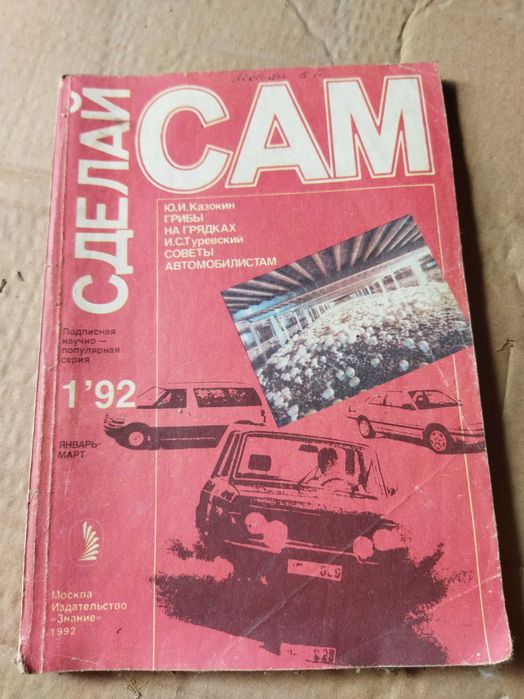 СДЕЛАЙ
САМ
Ю.И.Казокин
ГРИБЫ
НА ГРЯДКАХ
И.С.Туревский
СОВЕТЫ
АВТОМОБИЛИСТАМ
Подписная
научно —
популярная
серия
1'92
ЯНВАРЬ-
МАРТ
Москва
Издательство
«Знание»
1992